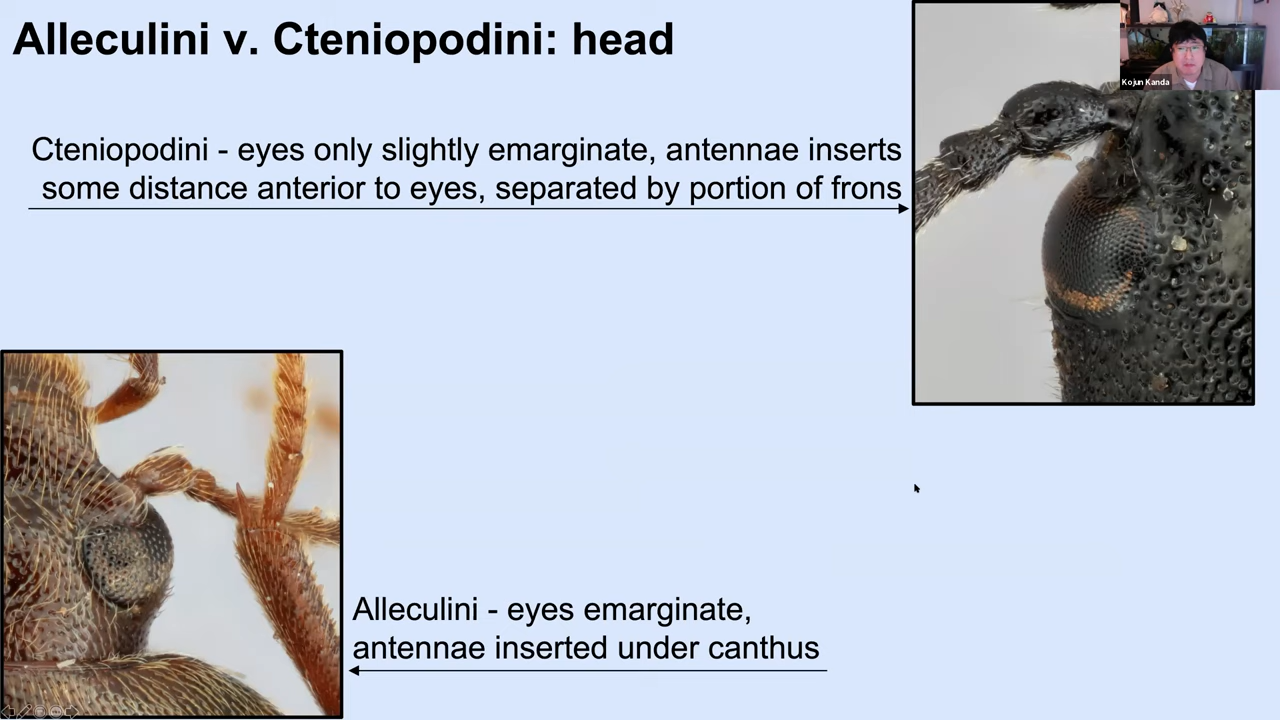 Alleculini v. Cteniopodini: head
Kojun Kanda
Cteniopodini - eyes only slightly emarginate, antennae inserts
some distance anterior to eyes, separated by portion of frons
Alleculini - eyes emarginate,
antennae inserted under canthus